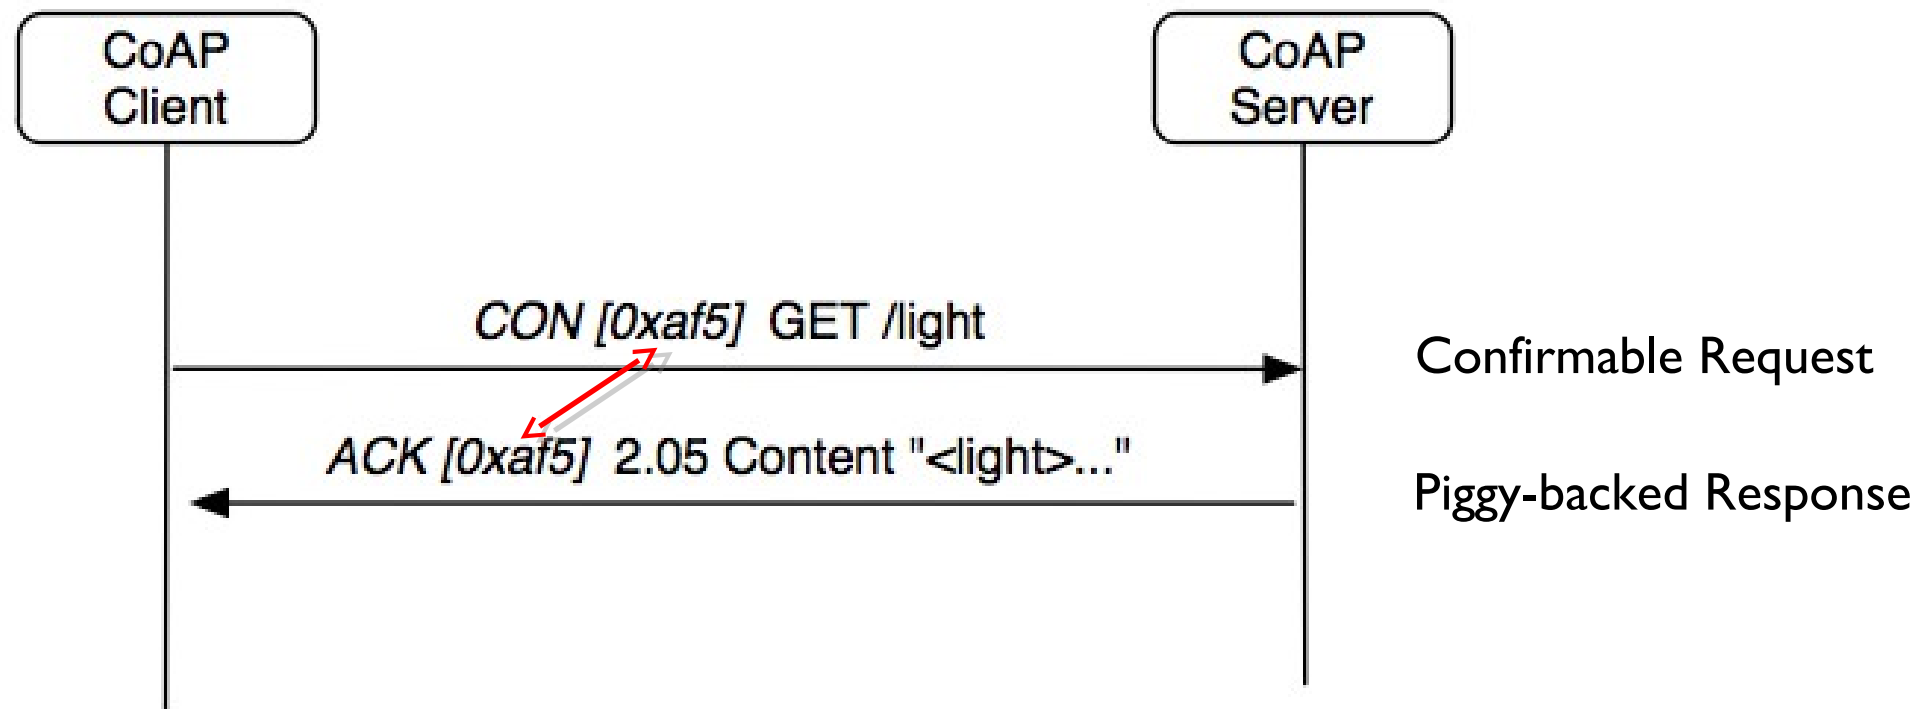 CoAP
Client
CoAP
Server
CON [0xaf5] GET /light
Confirmable Request
ACK [0xaf5] 2.05 Content "<light>..."
Piggy-backed Response